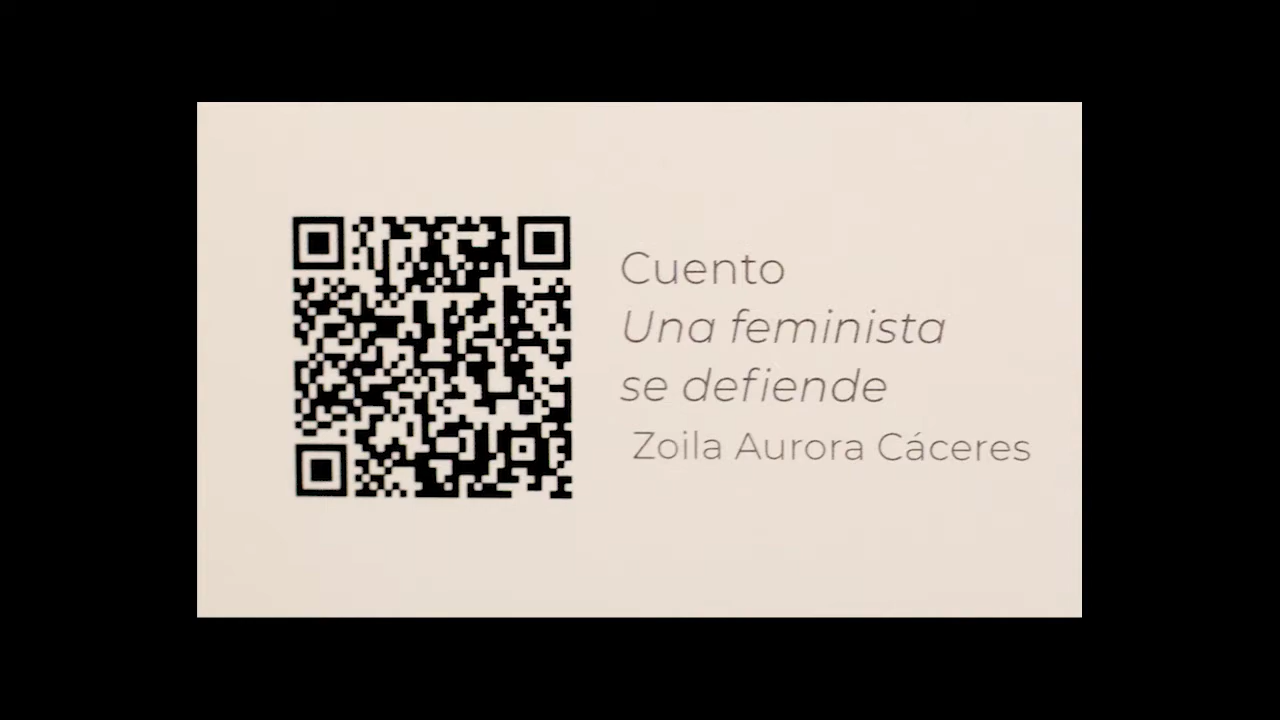 Cuento
Una feminista
se defiende
Zoila Aurora Cáceres